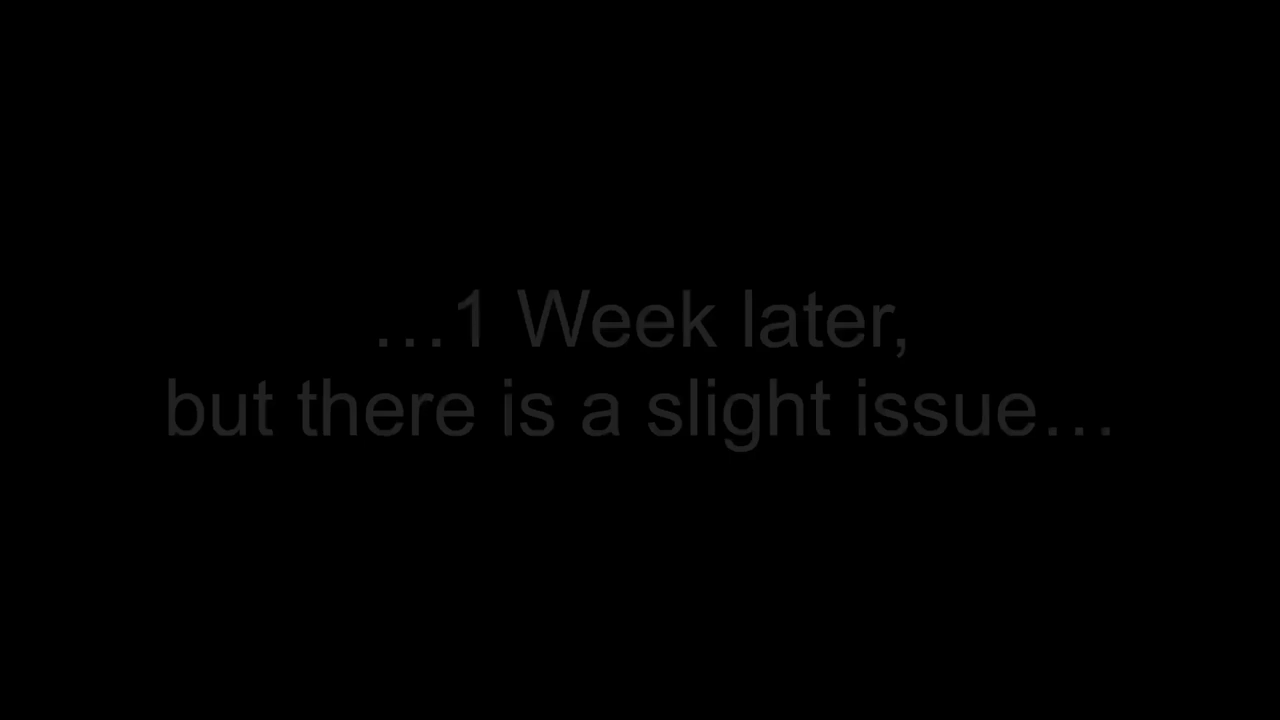 …1 Week later,
but there is a slight issue…